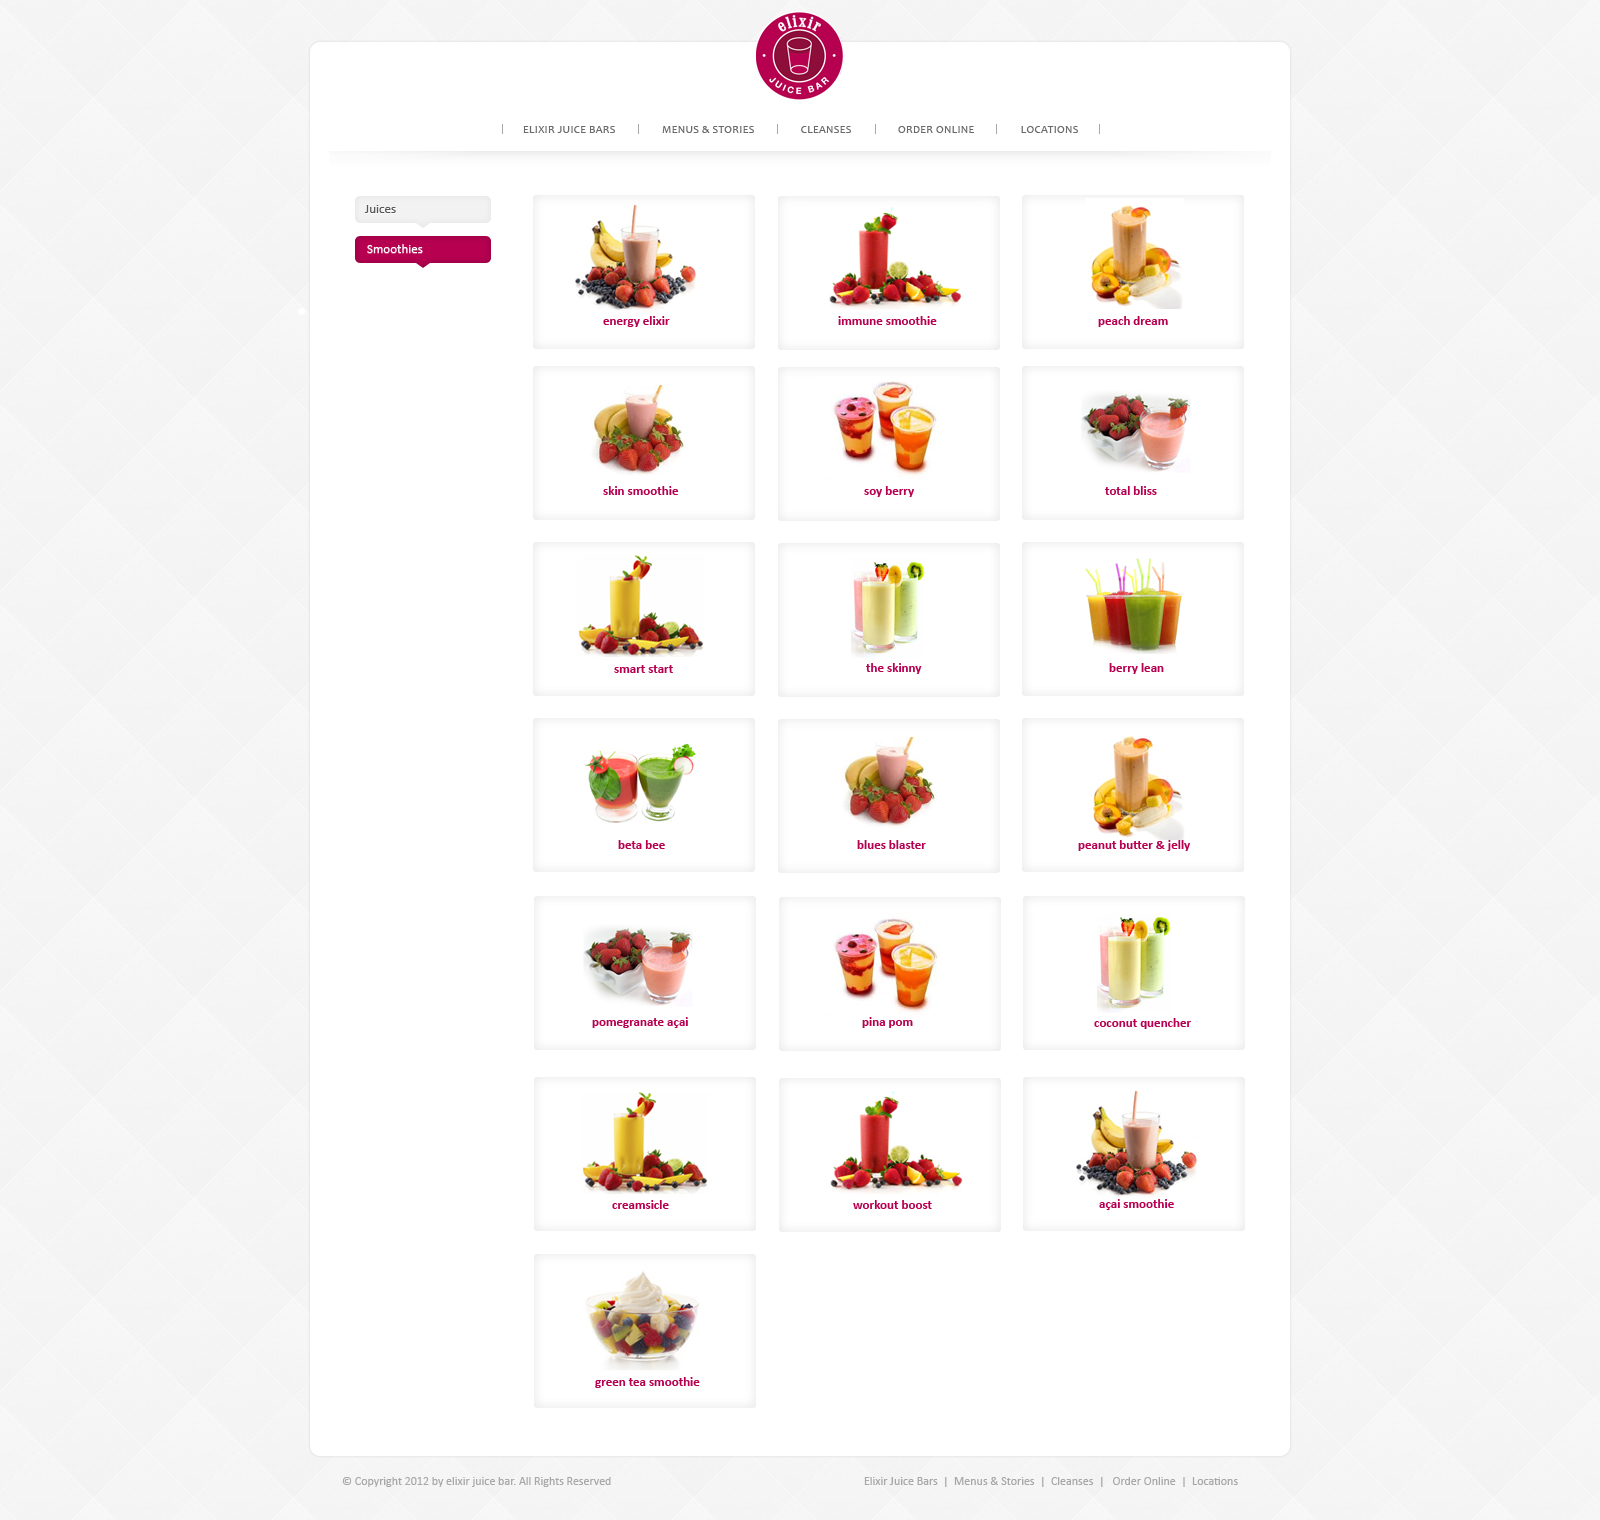 elixir
JUICE BAR
ELIXIR JUICE BARS
MENUS & STORIES
CLEANSES
ORDER ONLINE
LOCATIONS
Juices
Smoothies
energy elixir
immune smoothie
peach dream
skin smoothie
soy berry
total bliss
smart start
the skinny
berry lean
beta bee
blues blaster
peanut butter & jelly
pomegranate açai
pina pom
coconut quencher
creamsicle
workout boost
açai smoothie
green tea smoothie
© Copyright 2012 by elixir juice bar. All Rights Reserved
Elixir Juice Bars | Menus & Stories | Cleanses | Order Online | Locations